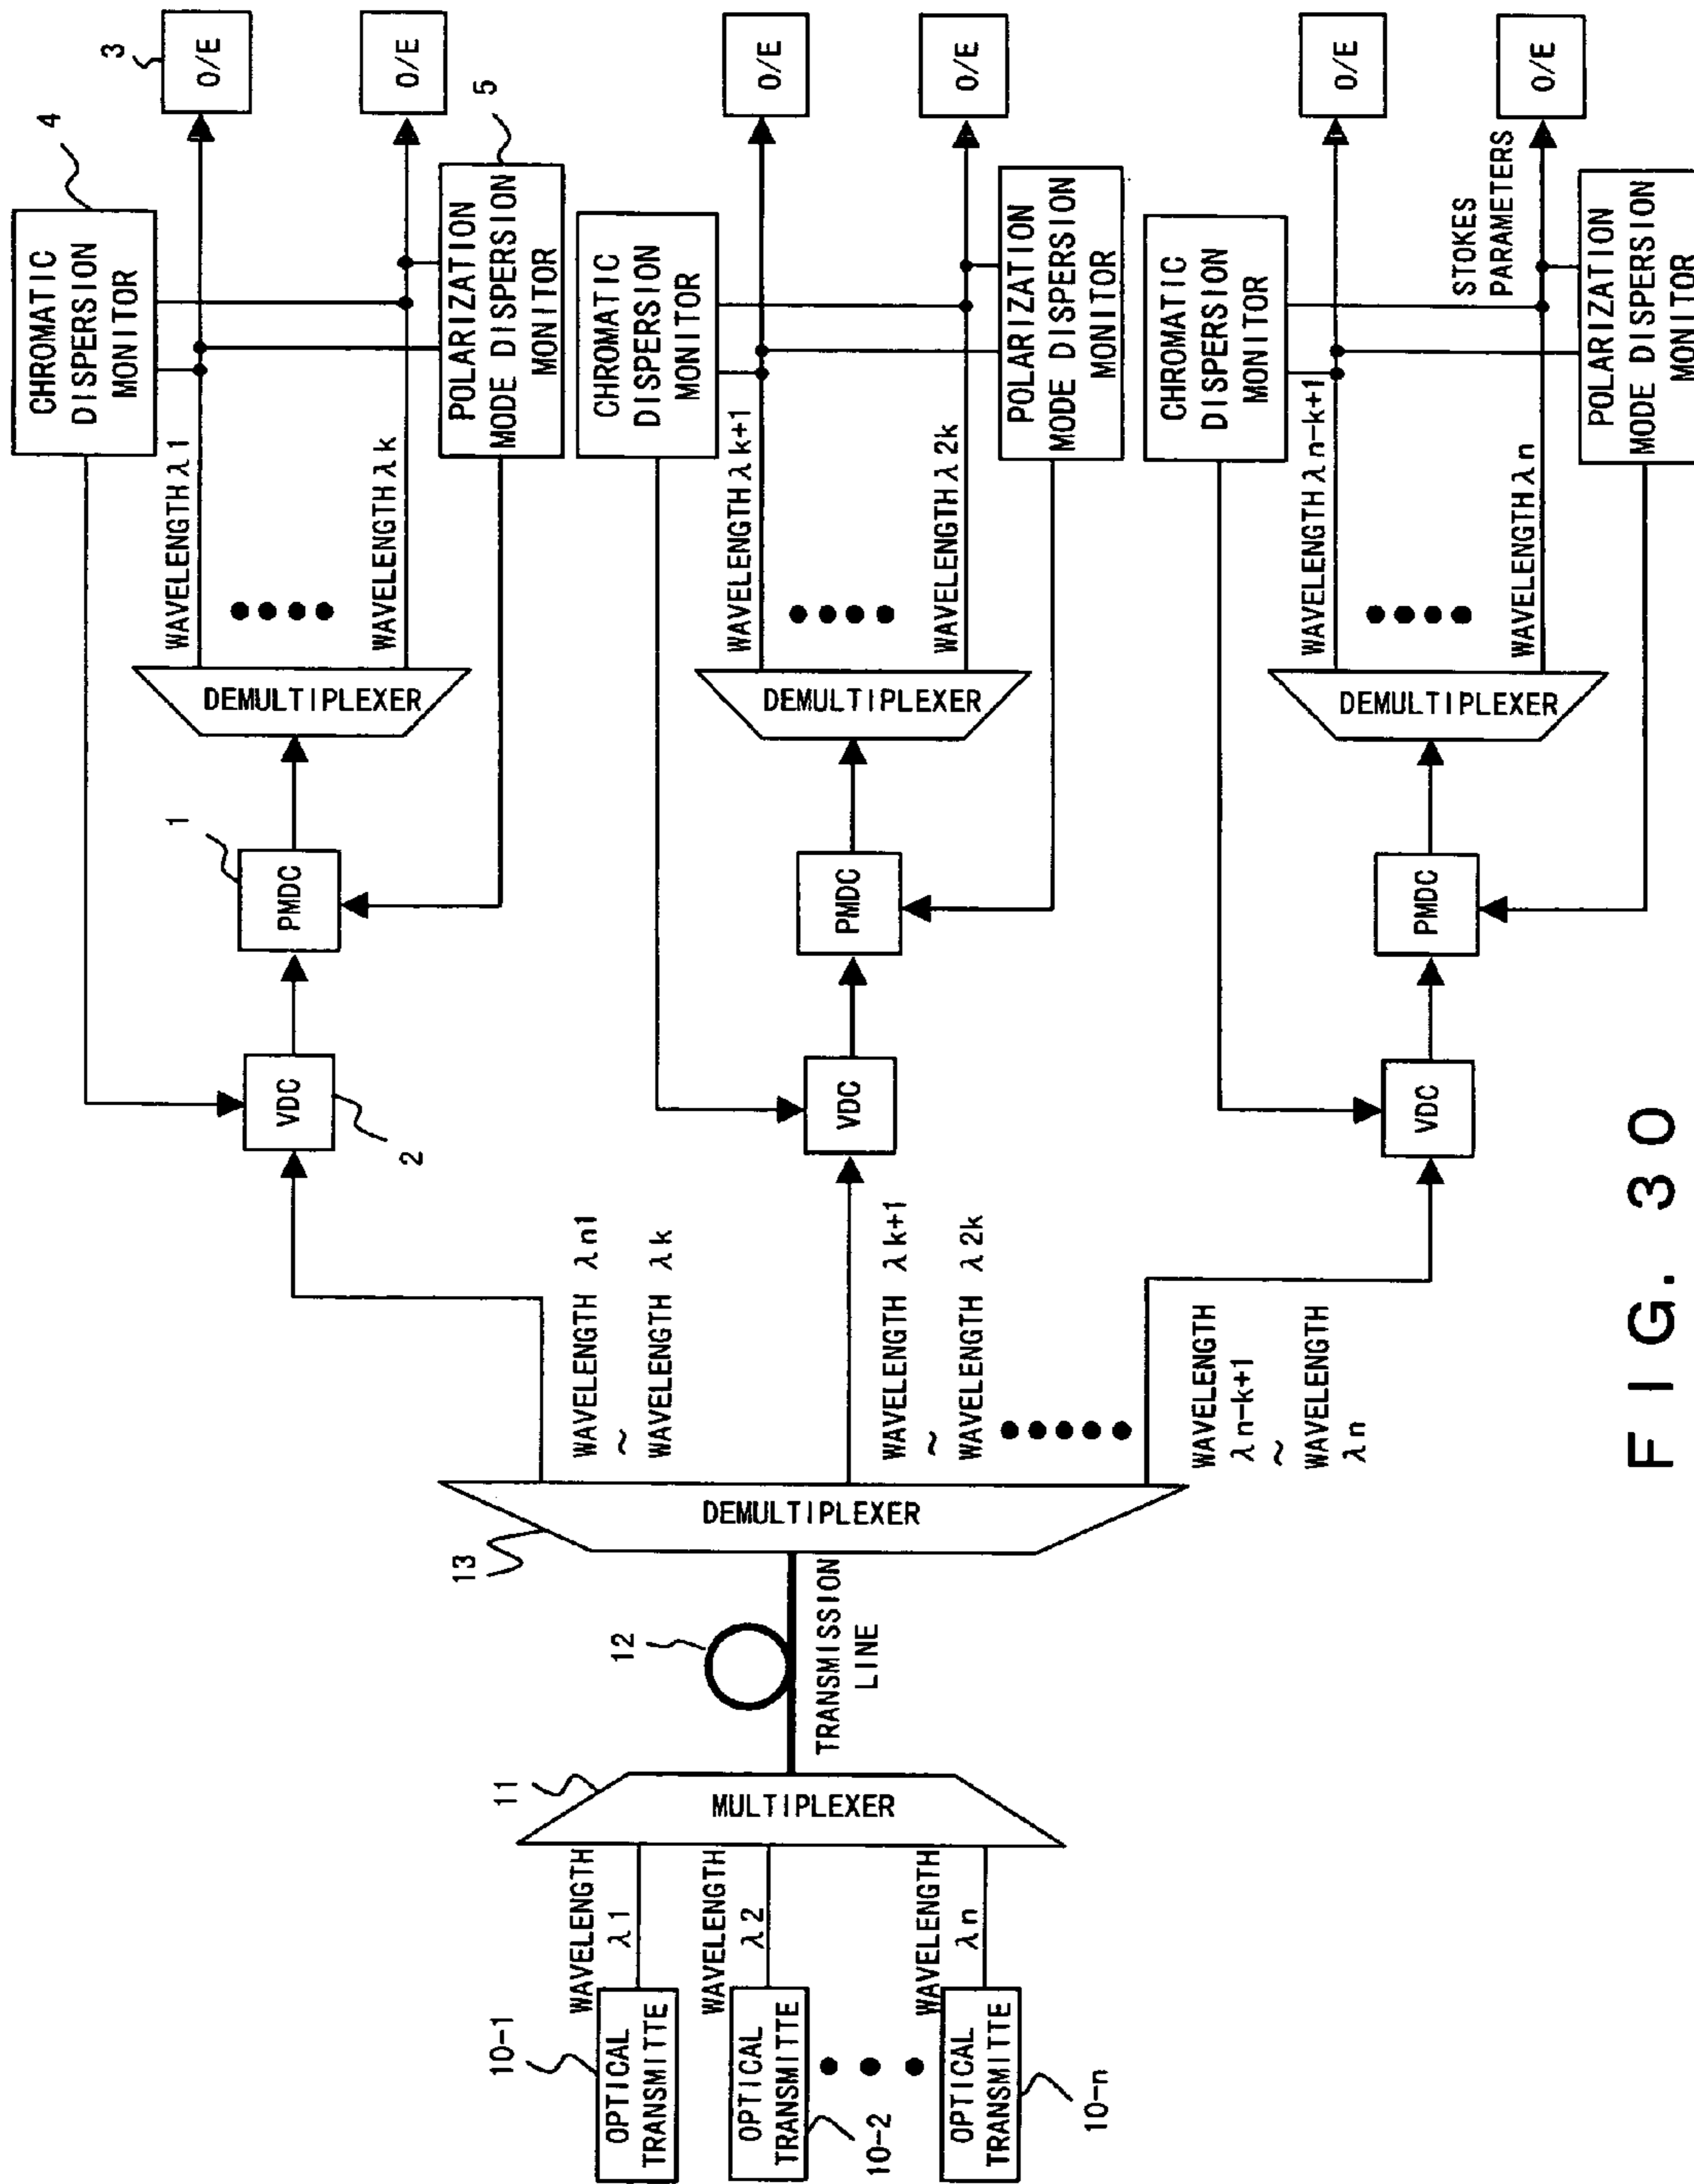 10-1
OPTICAL
TRANSMITTE
WAVELENGTH
λ1
OPTICAL
TRANSMITTE
10-2
WAVELENGTH
λ2
OPTICAL
TRANSMITTE
10-n
WAVELENGTH
λn
11
MULTIPLEXER
12
TRANSMISSION
LINE
13
DEMULTIPLEXER
WAVELENGTH λn1
~
WAVELENGTH λk
WAVELENGTH λk+1
~
WAVELENGTH λ2k
WAVELENGTH
λn-k+1
~
WAVELENGTH
λn
VDC
2
PMDC
1
DEMULTIPLEXER
WAVELENGTH λ1
WAVELENGTH λk
CHROMATIC
DISPERSION
MONITOR
4
POLARIZATION
MODE DISPERSION
MONITOR
5
O/E
3
O/E
VDC
PMDC
DEMULTIPLEXER
WAVELENGTH λk+1
WAVELENGTH λ2k
CHROMATIC
DISPERSION
MONITOR
POLARIZATION
MODE DISPERSION
MONITOR
O/E
O/E
VDC
PMDC
DEMULTIPLEXER
WAVELENGTH λn-k+1
WAVELENGTH λn
CHROMATIC
DISPERSION
MONITOR
STOKES
PARAMETERS
POLARIZATION
MODE DISPERSION
MONITOR
O/E
O/E
FIG. 30